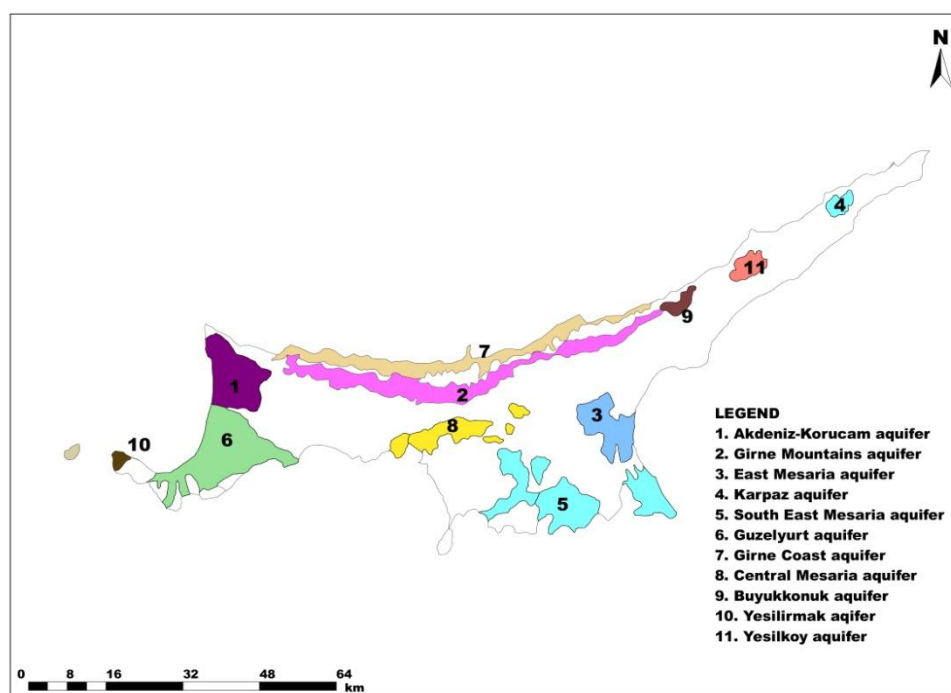 N
4
11
9
7
1
2
3
8
10
6
5
LEGEND
1. Akdeniz-Korucam aquifer
2. Girne Mountains aquifer
3. East Mesaria aquifer
4. Karpaz aquifer
5. South East Mesaria aquifer
6. Guzelyurt aquifer
7. Girne Coast aquifer
8. Central Mesaria aquifer
9. Buyukkonuk aquifer
10. Yesilirmak aqifer
11. Yesilkoy aquifer
0 8 16 32 48 64
km